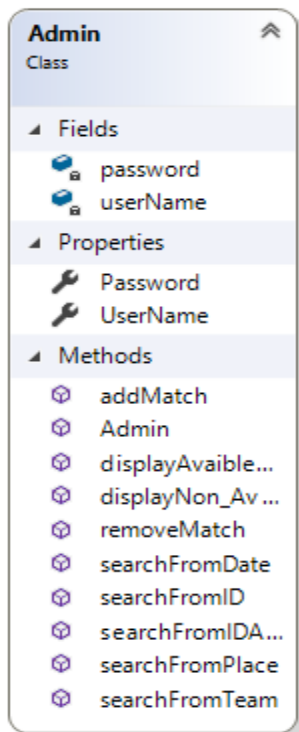 Admin
Class
Fields
password
userName
Properties
Password
UserName
Methods
addMatch
Admin
displayAvaible...
displayNon_Av...
removeMatch
searchFromDate
searchFromID
searchFromIDA...
searchFromPlace
searchFromTeam